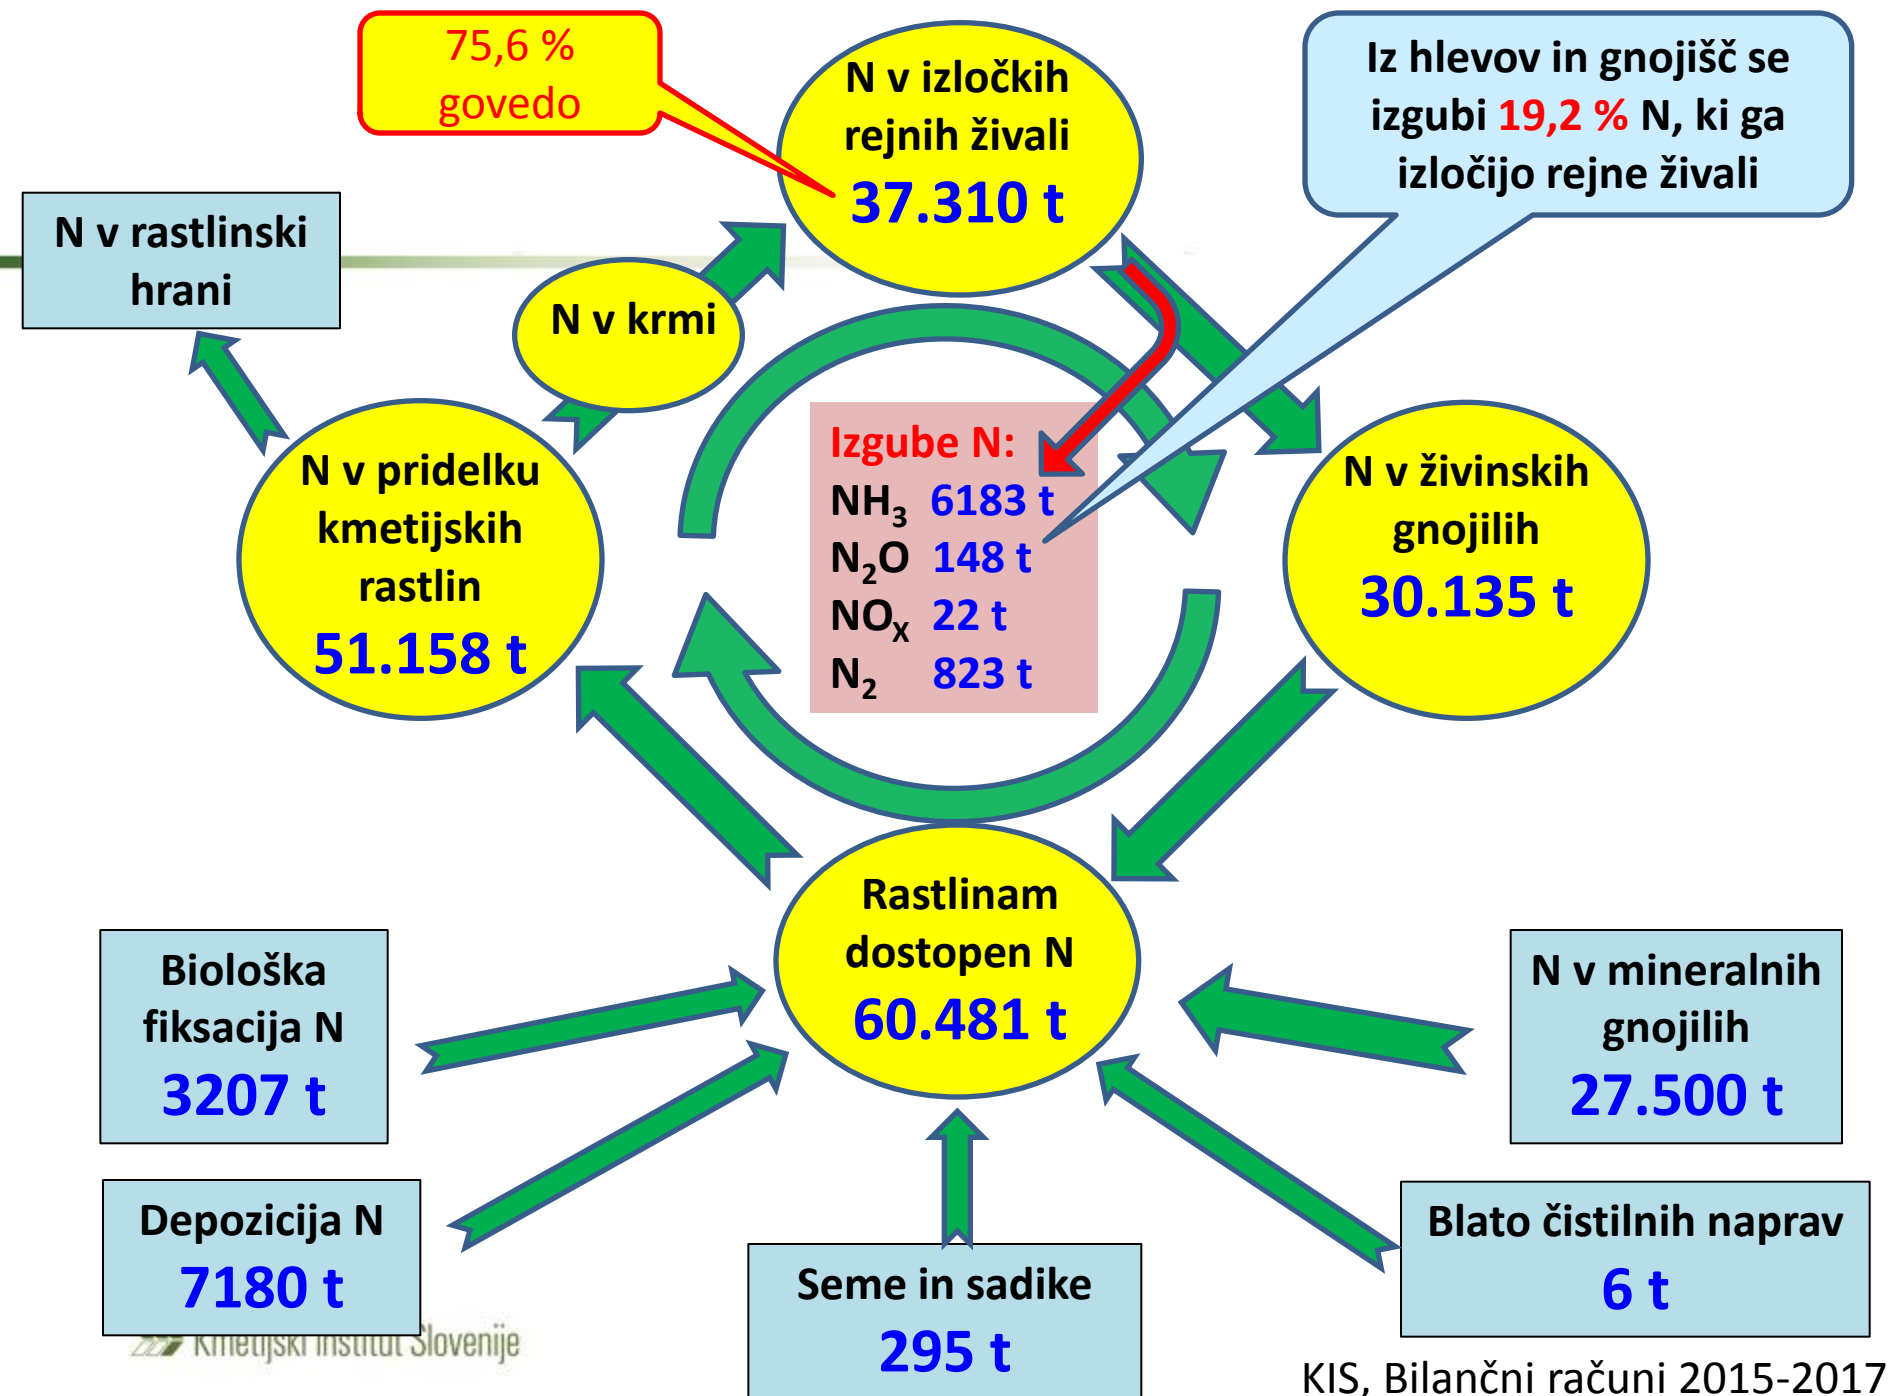 75,6 %
govedo
N v izločkih
rejnih živali
37.310 t
Iz hlevov in gnojišč se
izgubi 19,2 % N, ki ga
izločijo rejne živali
N v rastlinski
hrani
N v krmi
N v pridelku
kmetijskih
rastlin
51.158 t
Izgube N:
NH₃ 6183 t
N₂O 148 t
NOₓ 22 t
N₂ 823 t
N v živinskih
gnojilih
30.135 t
Rastlinam
dostopen N
60.481 t
Biološka
fiksacija N
3207 t
N v mineralnih
gnojilih
27.500 t
Depozicija N
7180 t
Seme in sadike
295 t
Blato čistilnih naprav
6 t
Kmetijski inštitut Slovenije
KIS, Bilančni računi 2015-2017